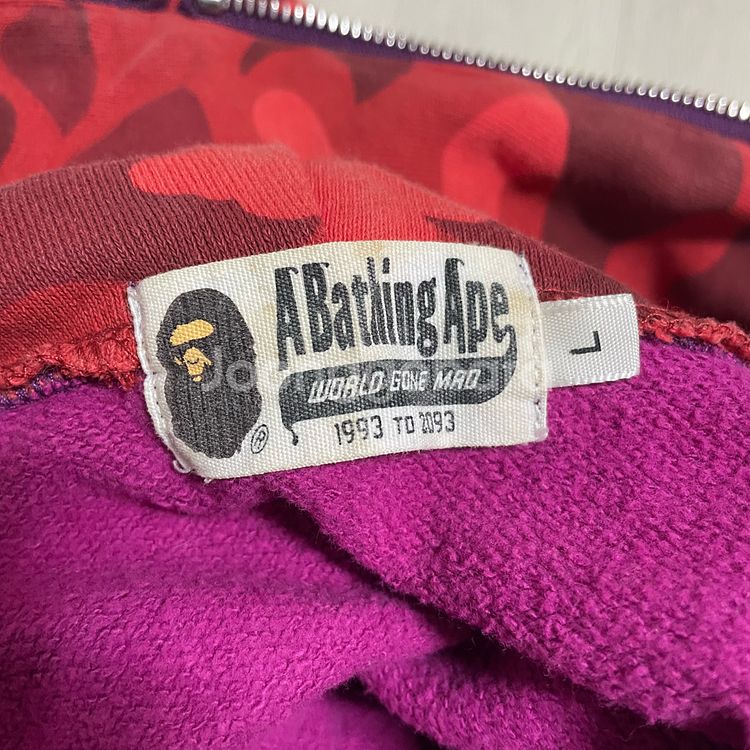 A Bathing Ape
WORLD GONE MAD
1993 TO 2093
®
L